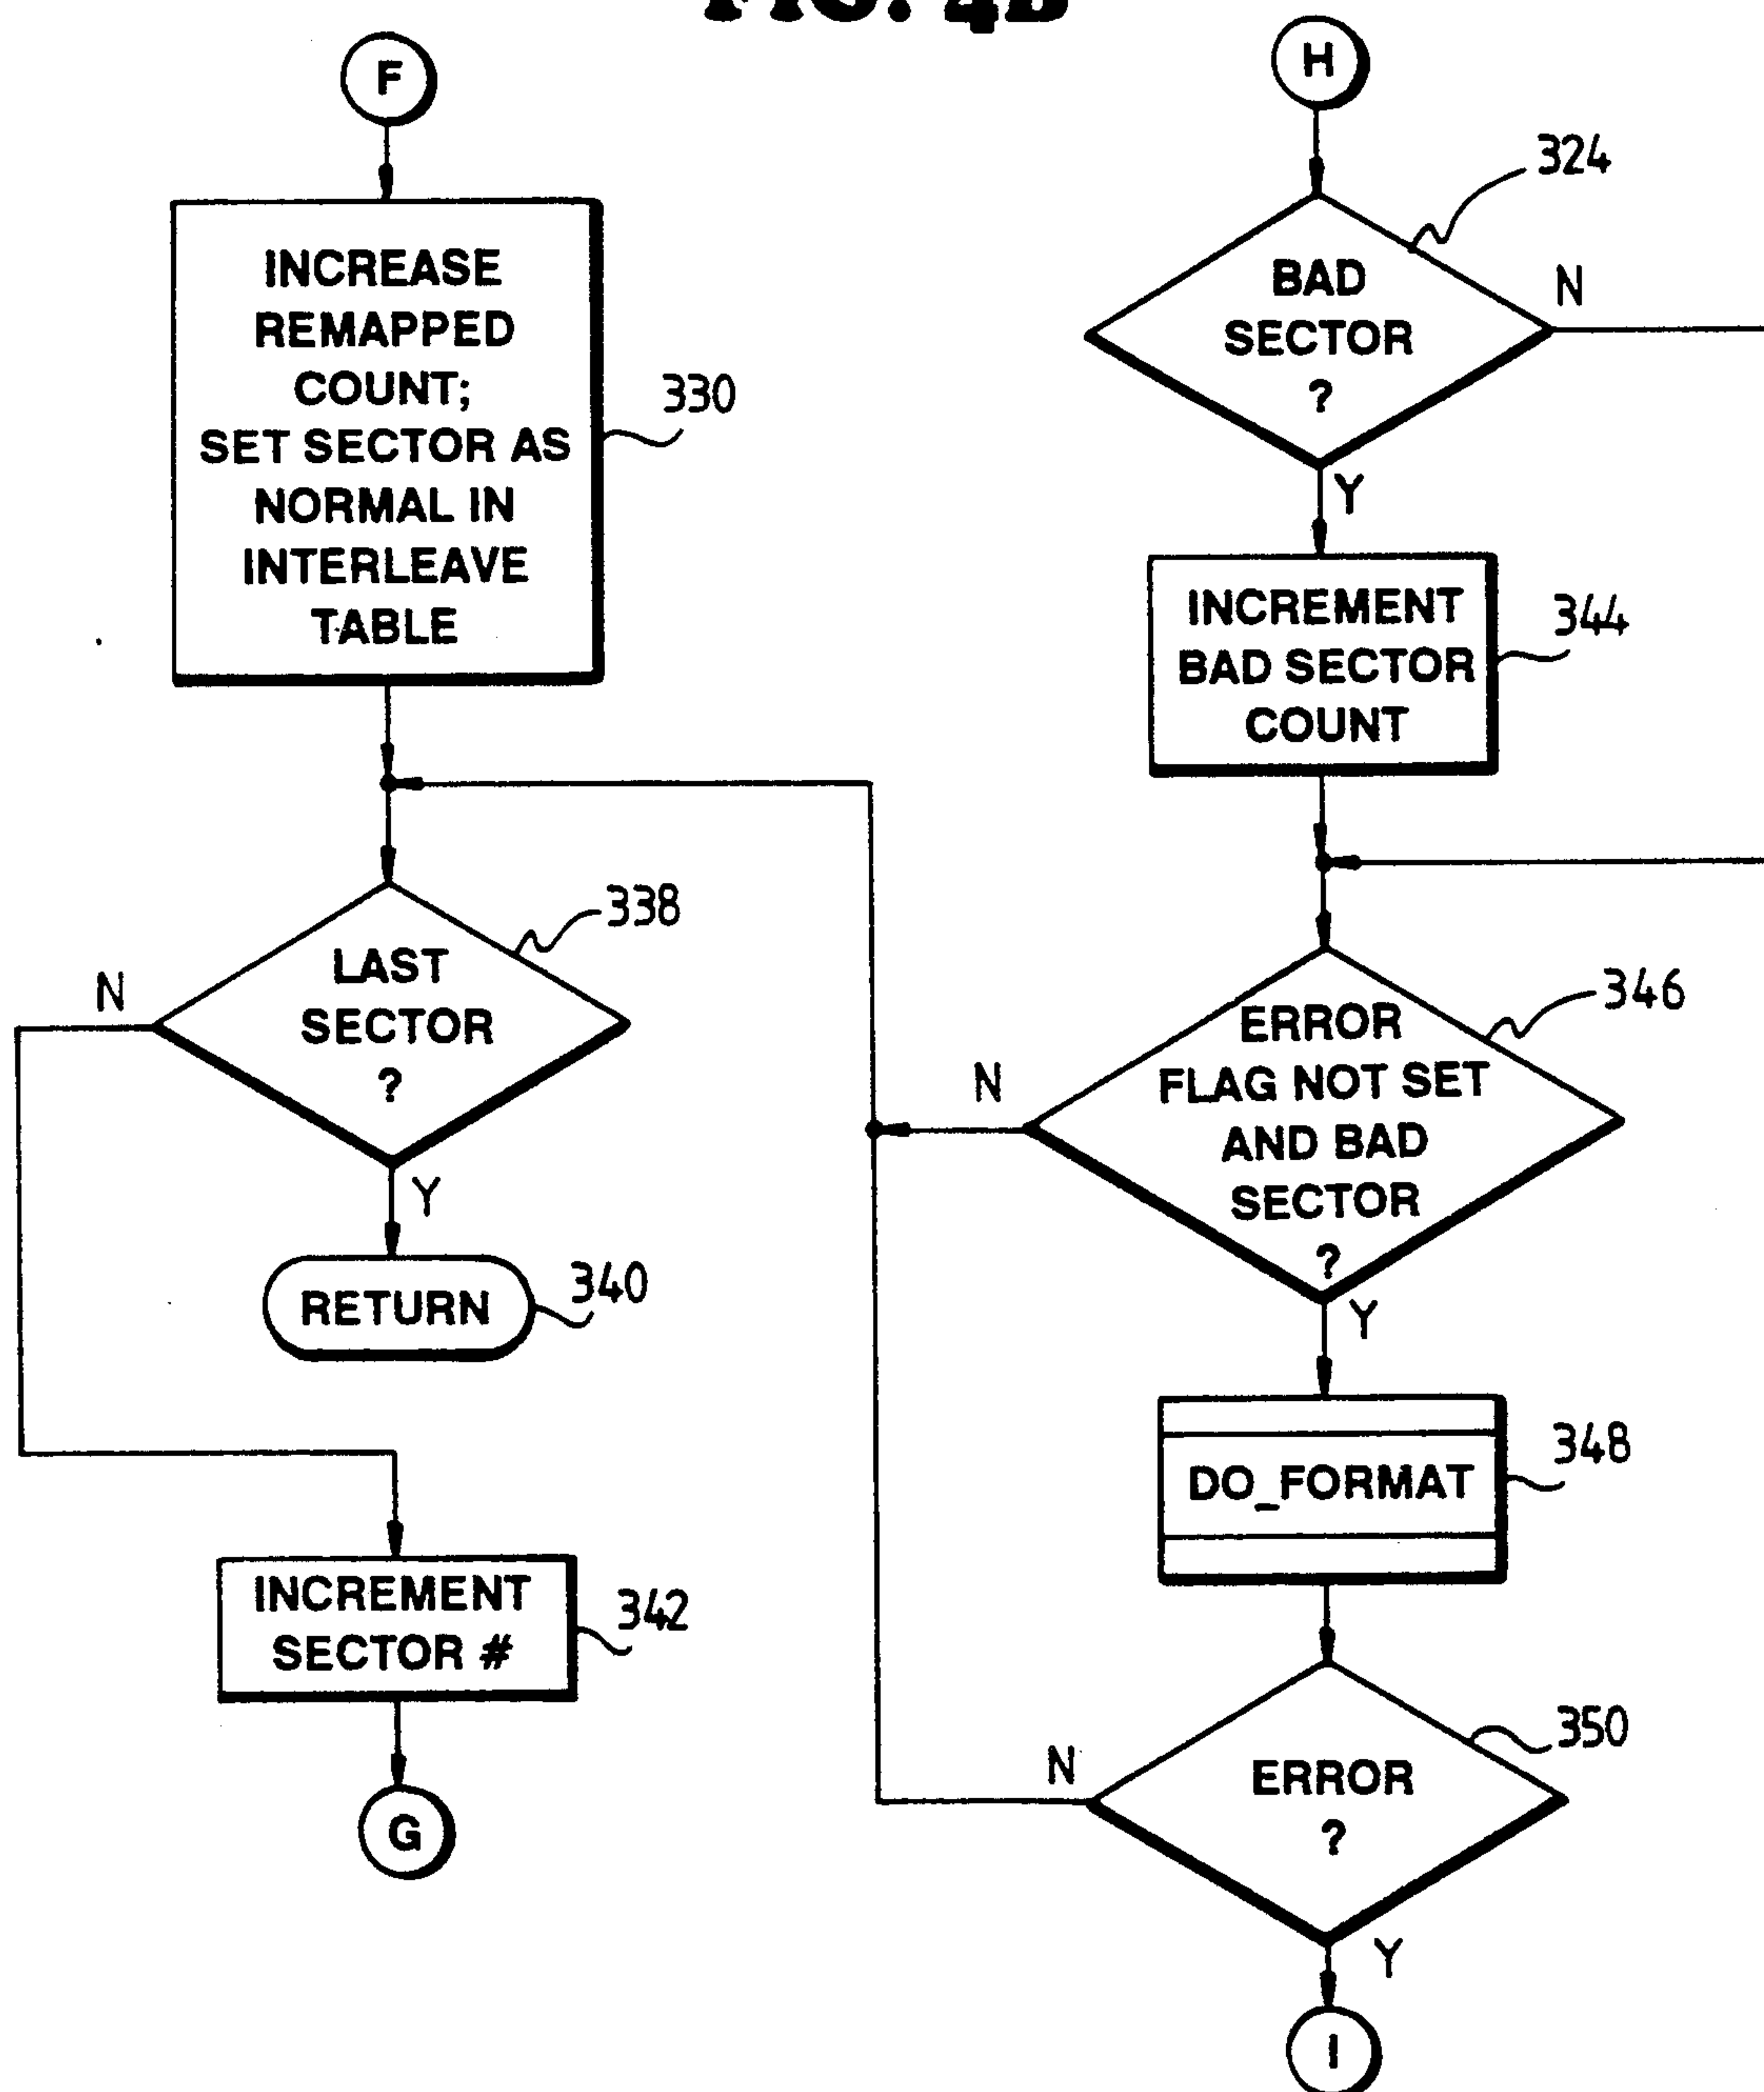 FIG. 4B
F
INCREASE
REMAPPED
COUNT;
SET SECTOR AS
NORMAL IN
INTERLEAVE
TABLE
330
LAST
SECTOR
?
338
N
Y
RETURN
340
INCREMENT
SECTOR #
342
G
H
BAD
SECTOR
?
324
N
Y
INCREMENT
BAD SECTOR
COUNT
344
ERROR
FLAG NOT SET
AND BAD
SECTOR
?
346
N
Y
DO_FORMAT
348
ERROR
?
350
N
Y
I